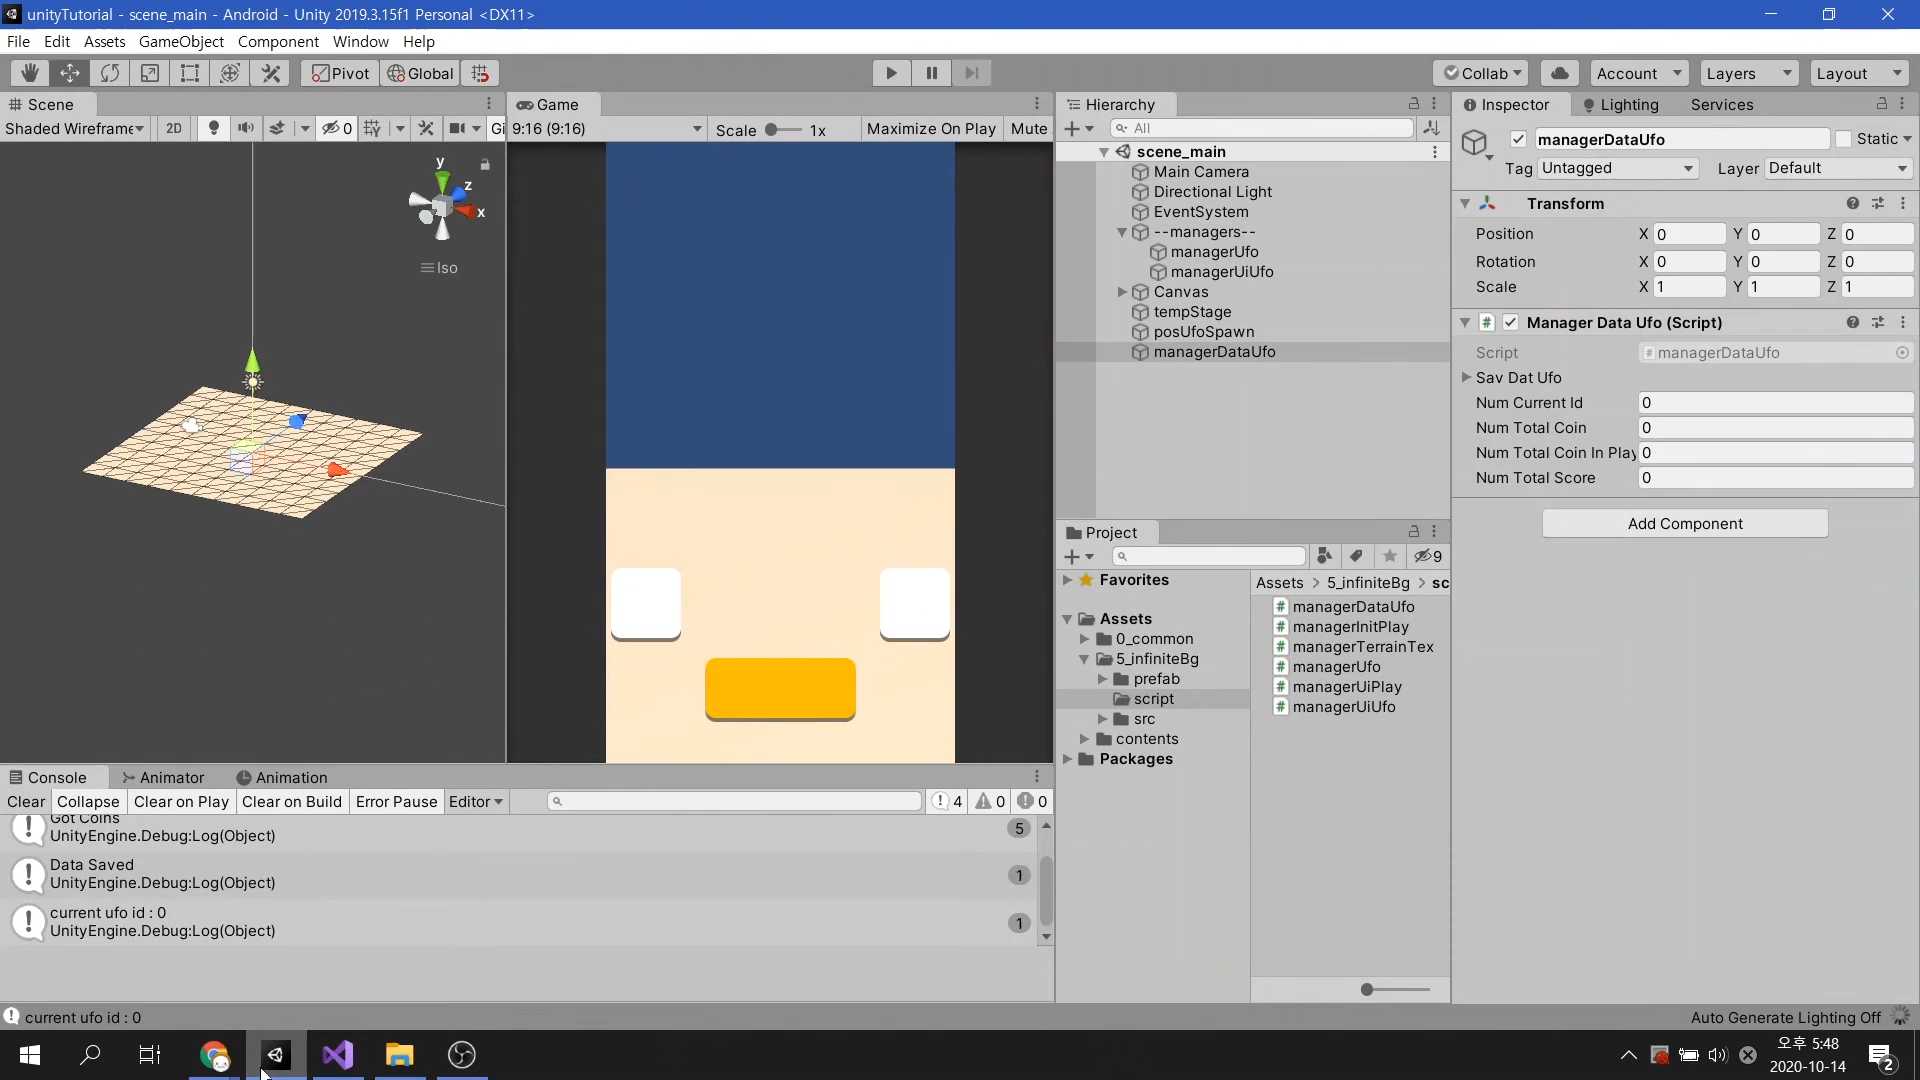 unityTutorial - scene_main - Android - Unity 2019.3.15f1 Personal <DX11>
File Edit Assets GameObject Component Window Help
Pivot Global Collab Account Layers Layout
Scene
Shaded Wireframe 2D 0 Gi
y
z
x
Iso
Game
9:16 (9:16) Scale 1x Maximize On Play Mute
Hierarchy
All
scene_main
Main Camera
Directional Light
EventSystem
--managers--
managerUfo
managerUiUfo
Canvas
tempStage
posUfoSpawn
managerDataUfo
Project
9
Favorites
Assets
0_common
5_infiniteBg
prefab
script
src
contents
Packages
Assets > 5_infiniteBg > sc
managerDataUfo
managerInitPlay
managerTerrainTex
managerUfo
managerUiPlay
managerUiUfo
Inspector Lighting Services
managerDataUfo Static
Tag Untagged Layer Default
Transform
Position X 0 Y 0 Z 0
Rotation X 0 Y 0 Z 0
Scale X 1 Y 1 Z 1
Manager Data Ufo (Script)
Script managerDataUfo
Sav Dat Ufo
Num Current Id 0
Num Total Coin 0
Num Total Coin In Play 0
Num Total Score 0
Add Component
Console Animator Animation
Clear Collapse Clear on Play Clear on Build Error Pause Editor 4 0 0
Got Coins
UnityEngine.Debug:Log(Object) 5
Data Saved
UnityEngine.Debug:Log(Object) 1
current ufo id : 0
UnityEngine.Debug:Log(Object) 1
current ufo id : 0
Auto Generate Lighting Off
오후 5:48
2020-10-14
2